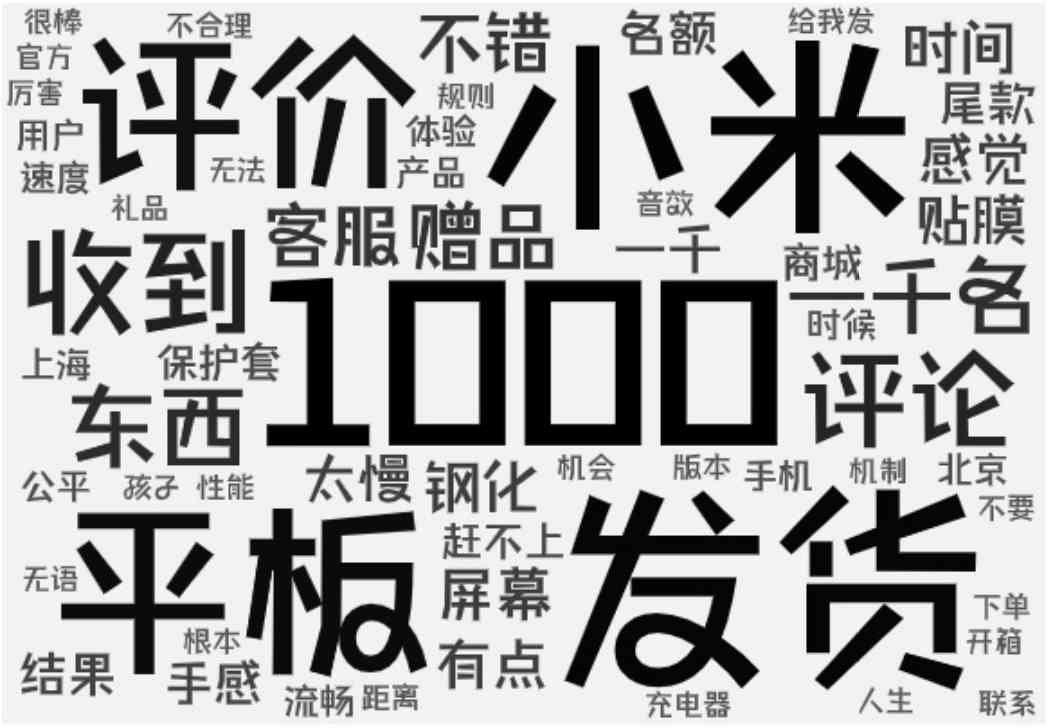 很棒
不合理
不错
名额
给我发
时间
官方
评价
小米
厉害
规则
尾款
用户
体验
感觉
速度
无法
产品
礼品
音效
贴膜
收到
客服
赠品
一千
商城
一千名
1000
时候
上海
保护套
评论
东西
公平
孩子
性能
太慢
钢化
机会
版本
手机
机制
北京
不要
平板
赶不上
发货
无语
屏幕
下单
根本
开箱
结果
手感
有点
流畅
距离
充电器
人生
联系